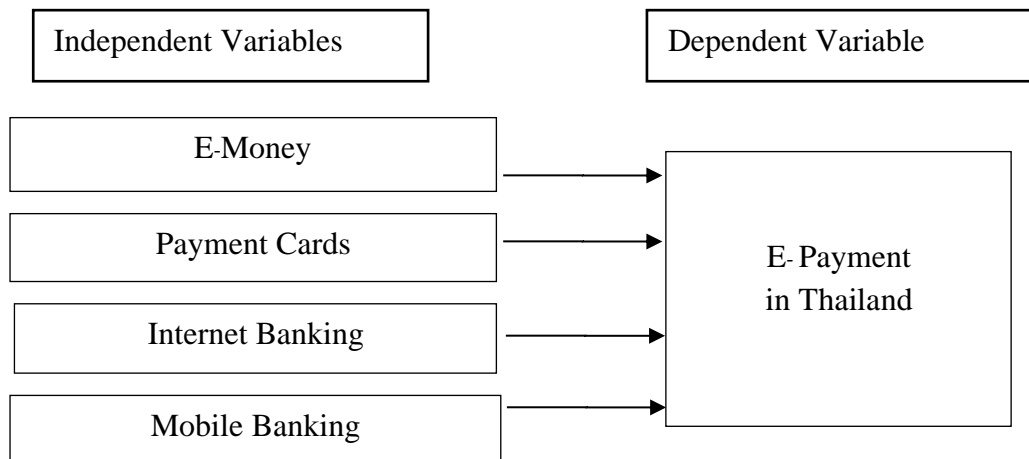 Independent Variables
Dependent Variable
E-Money
Payment Cards
Internet Banking
Mobile Banking
E- Payment
in Thailand